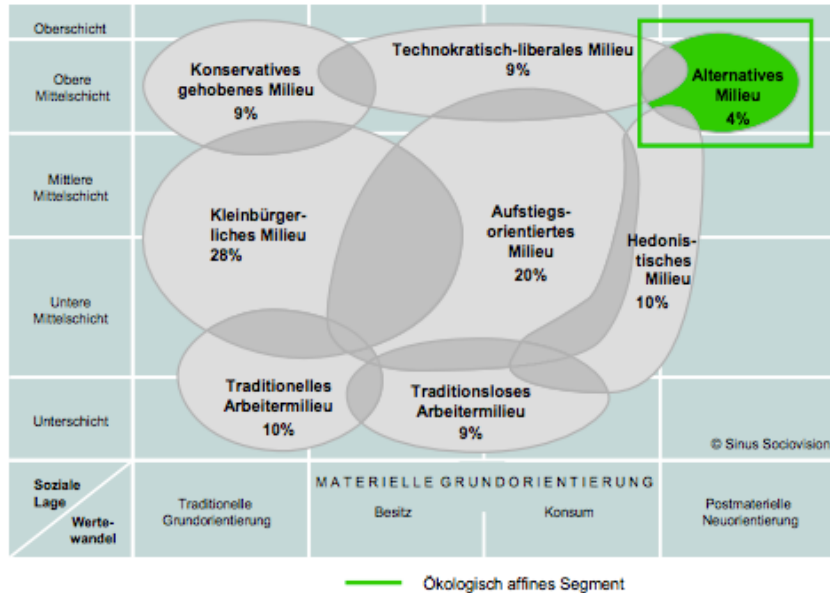 Oberschicht
Obere
Mittelschicht
Mittlere
Mittelschicht
Untere
Mittelschicht
Unterschicht
Konservatives
gehobenes Milieu
9%
Technokratisch-liberales Milieu
9%
Alternatives
Milieu
4%
Kleinbürger-
liches Milieu
28%
Aufstiegs-
orientiertes
Milieu
20%
Hedonis-
tisches
Milieu
10%
Traditionelles
Arbeitermilieu
10%
Traditionsloses
Arbeitermilieu
9%
© Sinus Sociovision
Soziale
Lage
Werte-
wandel
Traditionelle
Grundorientierung
MATERIELLE GRUNDORIENTIERUNG
Besitz
Konsum
Postmaterielle
Neuorientierung
Ökologisch affines Segment